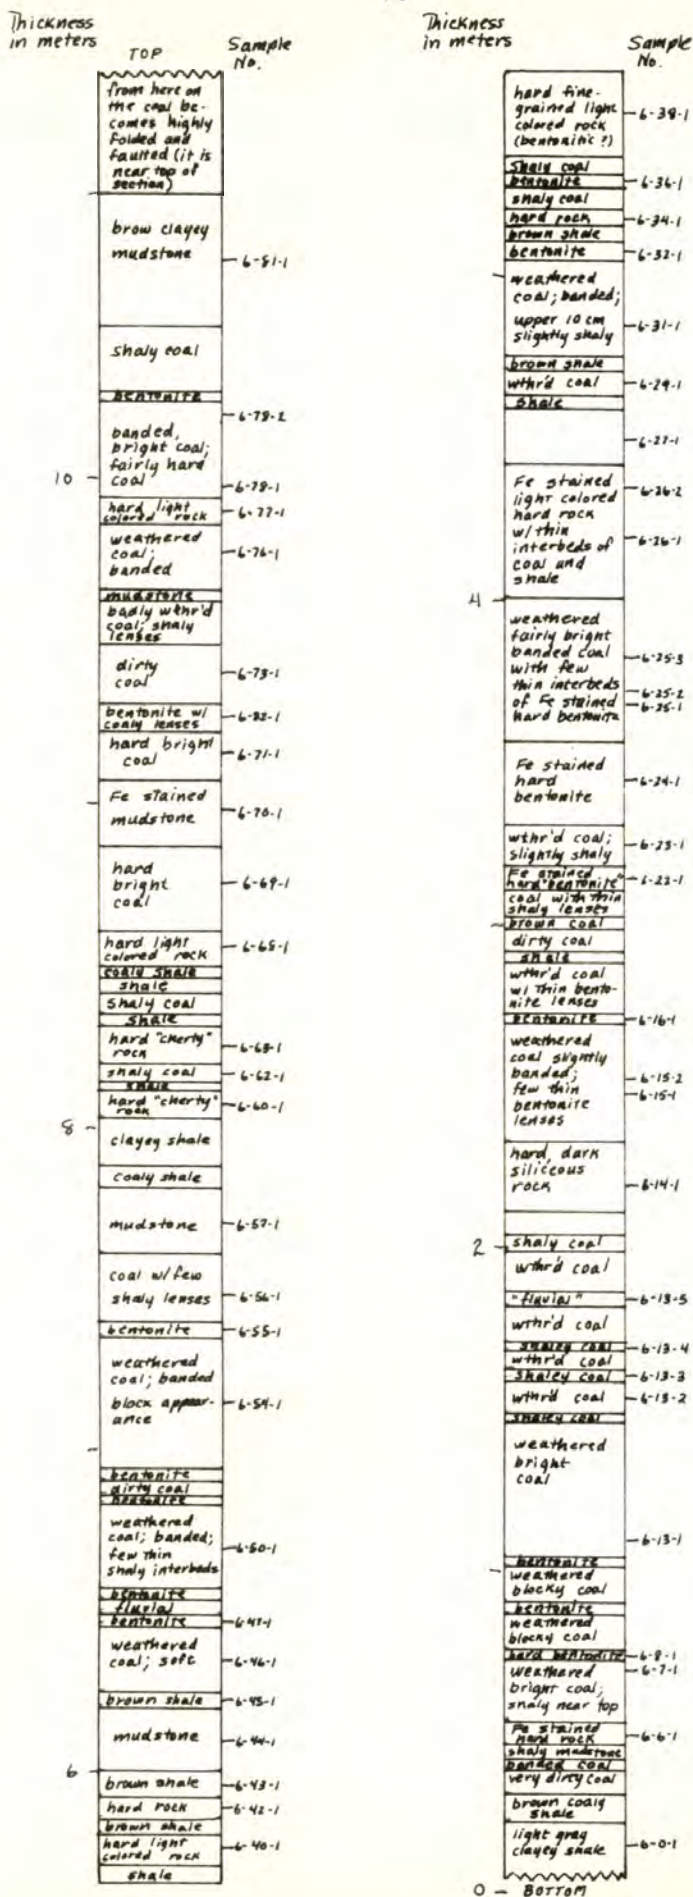 Thickness
in meters
TOP
Sample
No.
from here on
the coal be-
comes highly
folded and
faulted (it is
near top of
section)
brow clayey
mudstone
6-81-1
shaly coal
bentonite
6-78-2
banded,
bright coal;
fairly hard
coal
10
6-78-1
hard light
colored rock
6-77-1
weathered
coal;
banded
6-76-1
mudstone
badly wthr'd
coal; shaly
lenses
dirty
coal
6-73-1
bentonite w/
coaly lenses
6-82-1
hard bright
coal
6-71-1
Fe stained
mudstone
6-70-1
hard
bright
coal
6-69-1
hard light
colored rock
6-68-1
coaly shale
shale
shaly coal
shale
hard "cherty"
rock
6-63-1
shaly coal
6-62-1
shale
hard "cherty"
rock
6-60-1
8
clayey shale
coaly shale
mudstone
6-57-1
coal w/ few
shaly lenses
6-56-1
bentonite
6-55-1
weathered
coal; banded
block appear-
ance
6-54-1
bentonite
dirty coal
bentonite
weathered
coal; banded;
few thin
shaly interbeds
6-50-1
bentonite
fluvial
bentonite
6-47-1
weathered
coal; soft
6-46-1
brown shale
6-45-1
mudstone
6-44-1
6
brown shale
6-43-1
hard rock
6-42-1
brown shale
hard light
colored rock
6-40-1
shale
Thickness
in meters
Sample
No.
hard fine-
grained light
colored rock
(bentonitic ?)
6-38-1
shaly coal
bentonite
6-36-1
shaly coal
hard rock
6-34-1
brown shale
bentonite
6-32-1
weathered
coal; banded;
upper 10 cm
slightly shaly
6-31-1
brown shale
wthr'd coal
6-29-1
shale
6-27-1
Fe stained
light colored
hard rock
w/ thin
interbeds of
coal and
shale
6-26-2
6-26-1
4
weathered
fairly bright
banded coal
with few
thin interbeds
of Fe stained
hard bentonite
6-25-3
6-25-2
6-25-1
Fe stained
hard
bentonite
6-24-1
wthr'd coal;
slightly shaly
6-23-1
Fe stained
hard "bentonite"
6-22-1
coal with thin
shaly lenses
brown coal
dirty coal
shale
wthr'd coal
w/ thin bento-
nite lenses
bentonite
6-16-1
weathered
coal slightly
banded;
few thin
bentonite
lenses
6-15-2
6-15-1
hard, dark
siliceous
rock
6-14-1
2
shaly coal
wthr'd coal
"fluvial"
6-13-5
wthr'd coal
shaley coal
6-13-4
wthr'd coal
shaley coal
6-13-3
wthr'd coal
6-13-2
shaley coal
weathered
bright
coal
6-13-1
bentonite
weathered
blocky coal
bentonite
weathered
blocky coal
hard bentonite
6-8-1
6-7-1
weathered
bright coal;
shaly near top
Fe stained
hard rock
6-6-1
shaly mudstone
banded coal
very dirty coal
brown coaly
shale
light gray
clayey shale
6-0-1
0
BOTTOM